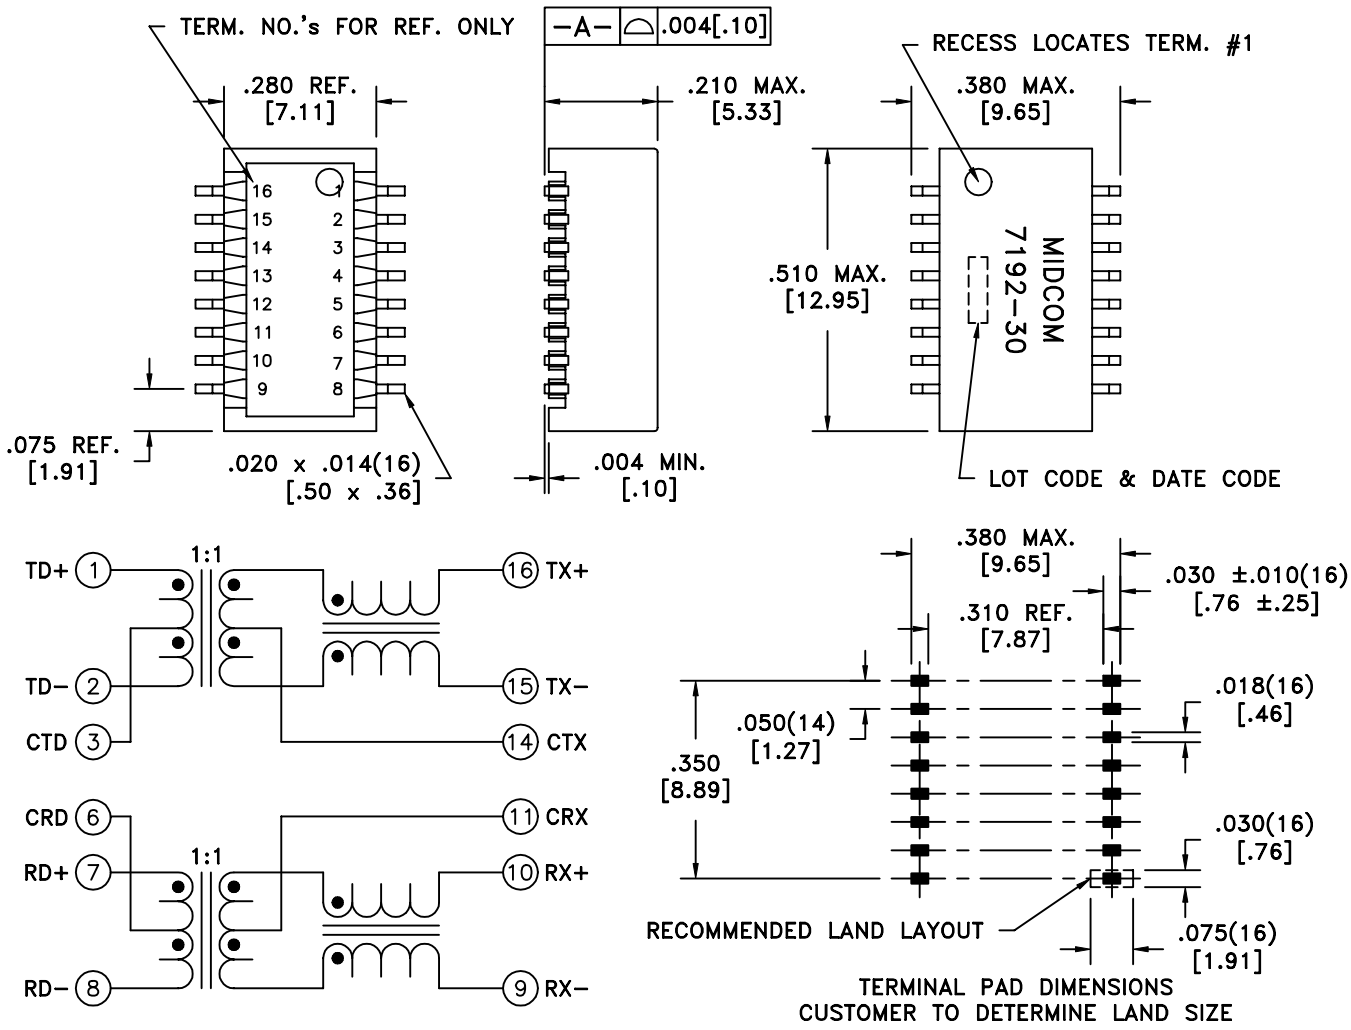 TERM. NO.'s FOR REF. ONLY
-A- .004[.10]
RECESS LOCATES TERM. #1
.280 REF.
[7.11]
.210 MAX.
[5.33]
.380 MAX.
[9.65]
16 1
15 2
14 3
13 4
12 5
11 6
10 7
9 8
.510 MAX.
[12.95]
MIDCOM
7192-30
.075 REF.
[1.91]
.020 x .014(16)
[.50 x .36]
.004 MIN.
[.10]
LOT CODE & DATE CODE
1:1
TD+ 1
16 TX+
TD- 2
15 TX-
CTD 3
14 CTX
CRD 6
11 CRX
1:1
RD+ 7
10 RX+
RD- 8
9 RX-
.380 MAX.
[9.65]
.030 ±.010(16)
[.76 ±.25]
.310 REF.
[7.87]
.018(16)
[.46]
.050(14)
[1.27]
.350
[8.89]
.030(16)
[.76]
RECOMMENDED LAND LAYOUT
.075(16)
[1.91]
TERMINAL PAD DIMENSIONS
CUSTOMER TO DETERMINE LAND SIZE